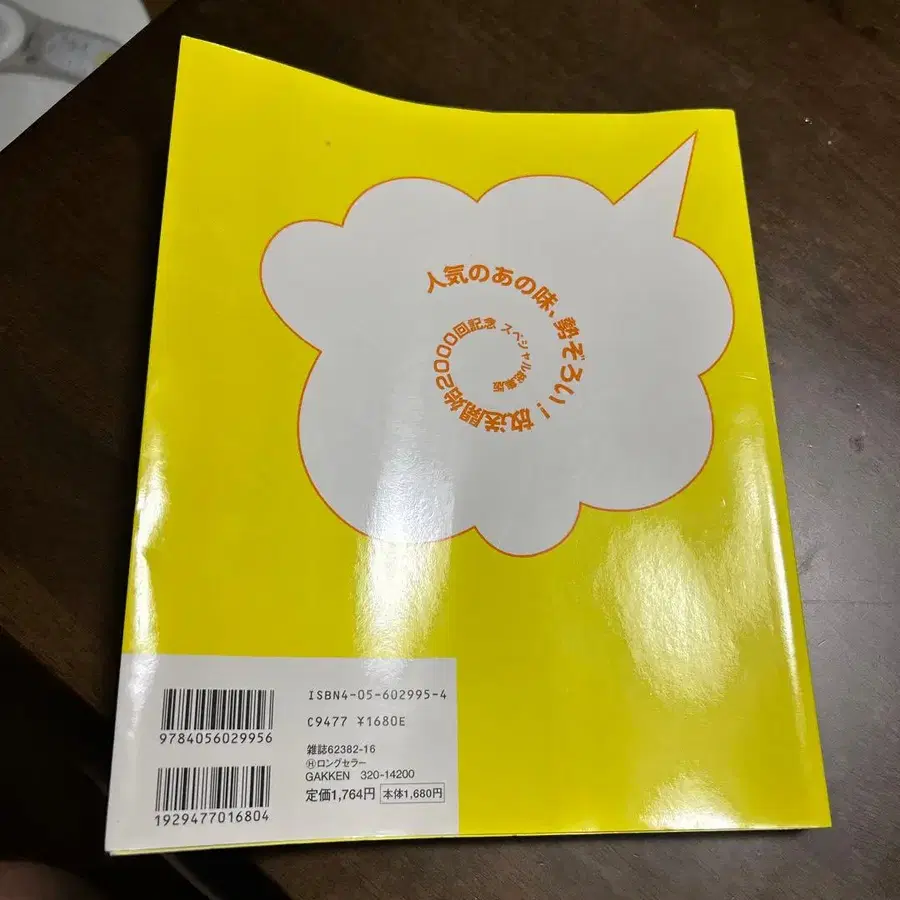 人気のあの味、勢ぞろい!
放送開始2000回記念 スペシャル総集版
ISBN4-05-602995-4
C9477 ¥1680E
9784056029956
雑誌62382-16
Ⓗロングセラー
GAKKEN 320-14200
定価1,764円 本体1,680円
1929477016804